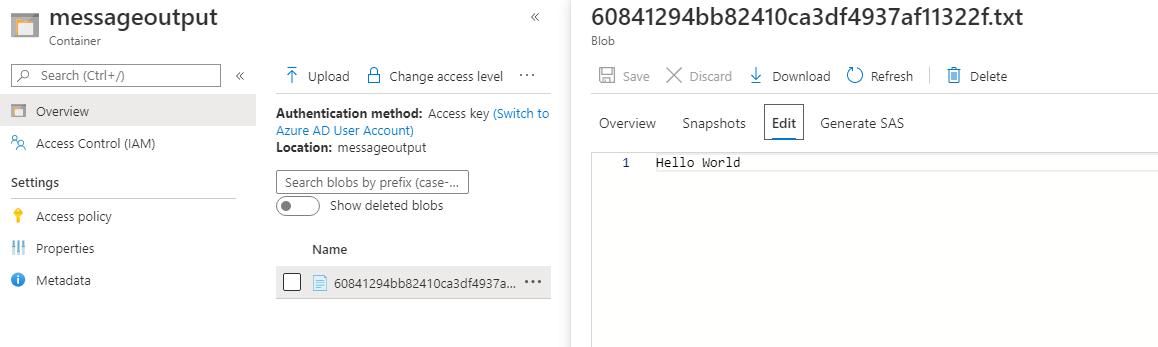 messageoutput
Container
Search (Ctrl+/)
Overview
Access Control (IAM)
Settings
Access policy
Properties
Metadata
Upload
Change access level
Authentication method: Access key (Switch to
Azure AD User Account)
Location: messageoutput
Search blobs by prefix (case-...
Show deleted blobs
Name
60841294bb82410ca3df4937a...
60841294bb82410ca3df4937af11322f.txt
Blob
Save
Discard
Download
Refresh
Delete
Overview
Snapshots
Edit
Generate SAS
1 Hello World